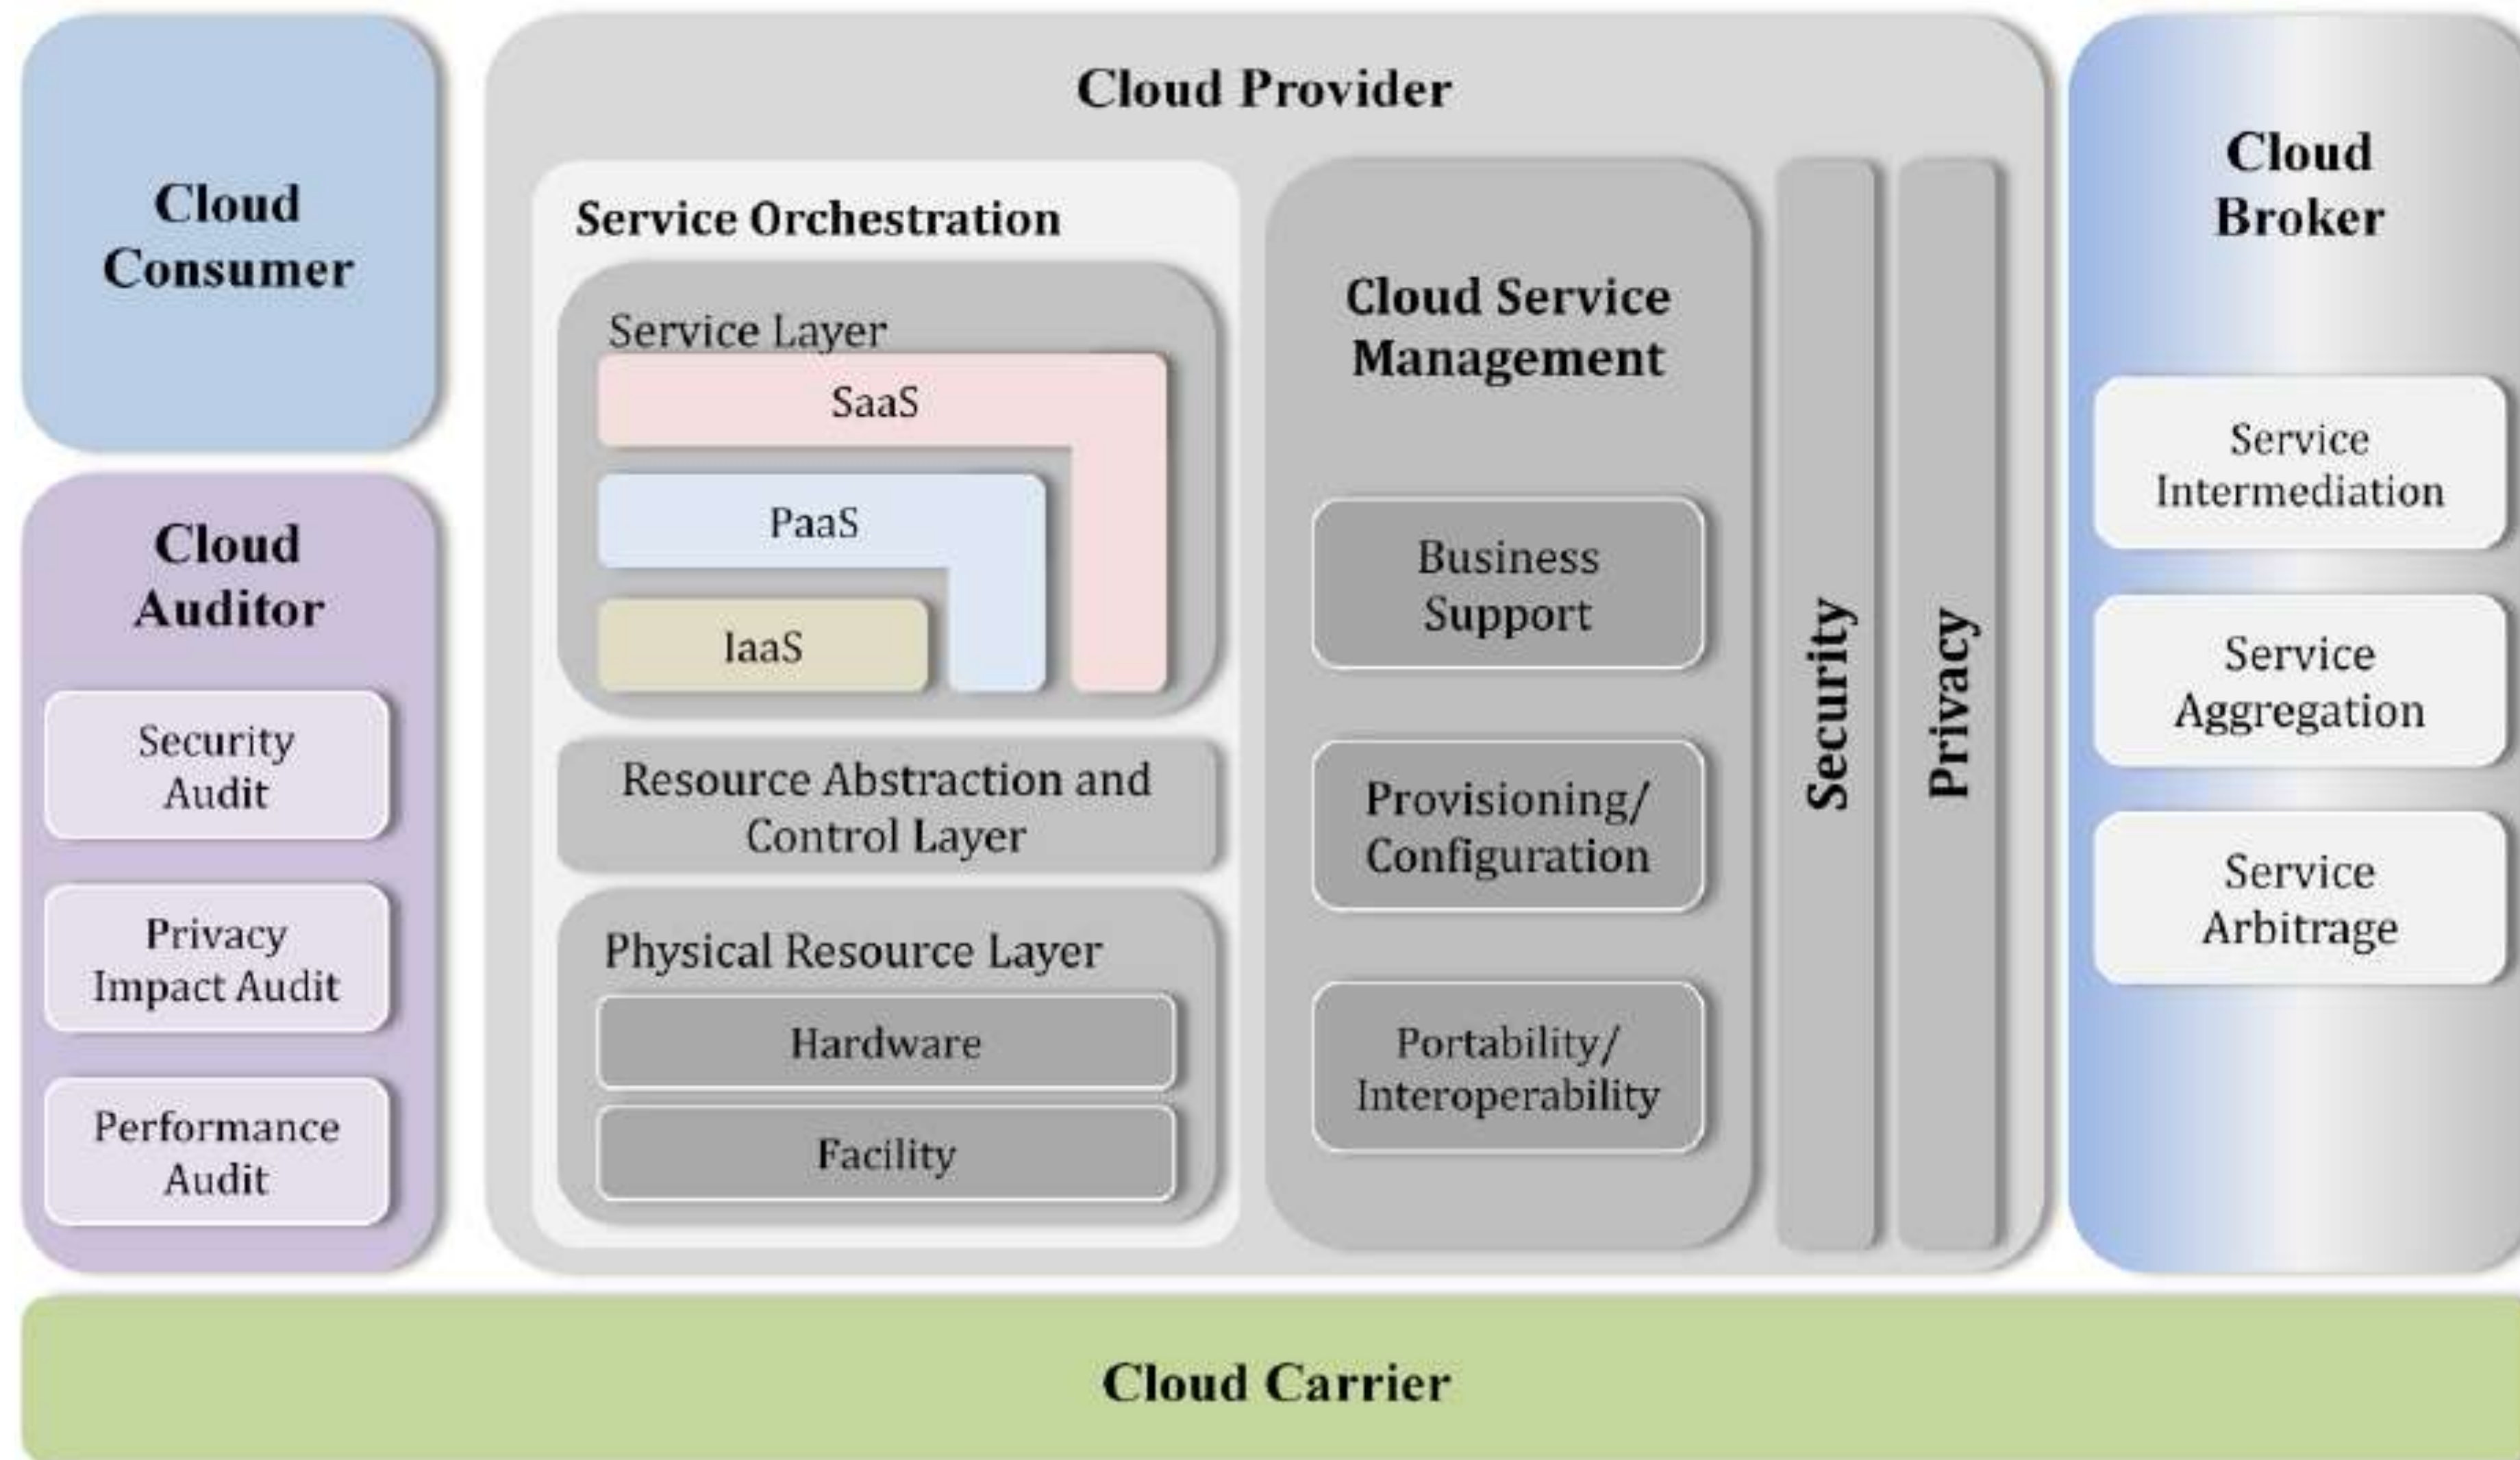 Cloud
Consumer
Cloud
Auditor
Security
Audit
Privacy
Impact Audit
Performance
Audit
Cloud Provider
Service Orchestration
Service Layer
SaaS
PaaS
IaaS
Resource Abstraction and
Control Layer
Physical Resource Layer
Hardware
Facility
Cloud Service
Management
Business
Support
Provisioning/
Configuration
Portability/
Interoperability
Security
Privacy
Cloud
Broker
Service
Intermediation
Service
Aggregation
Service
Arbitrage
Cloud Carrier